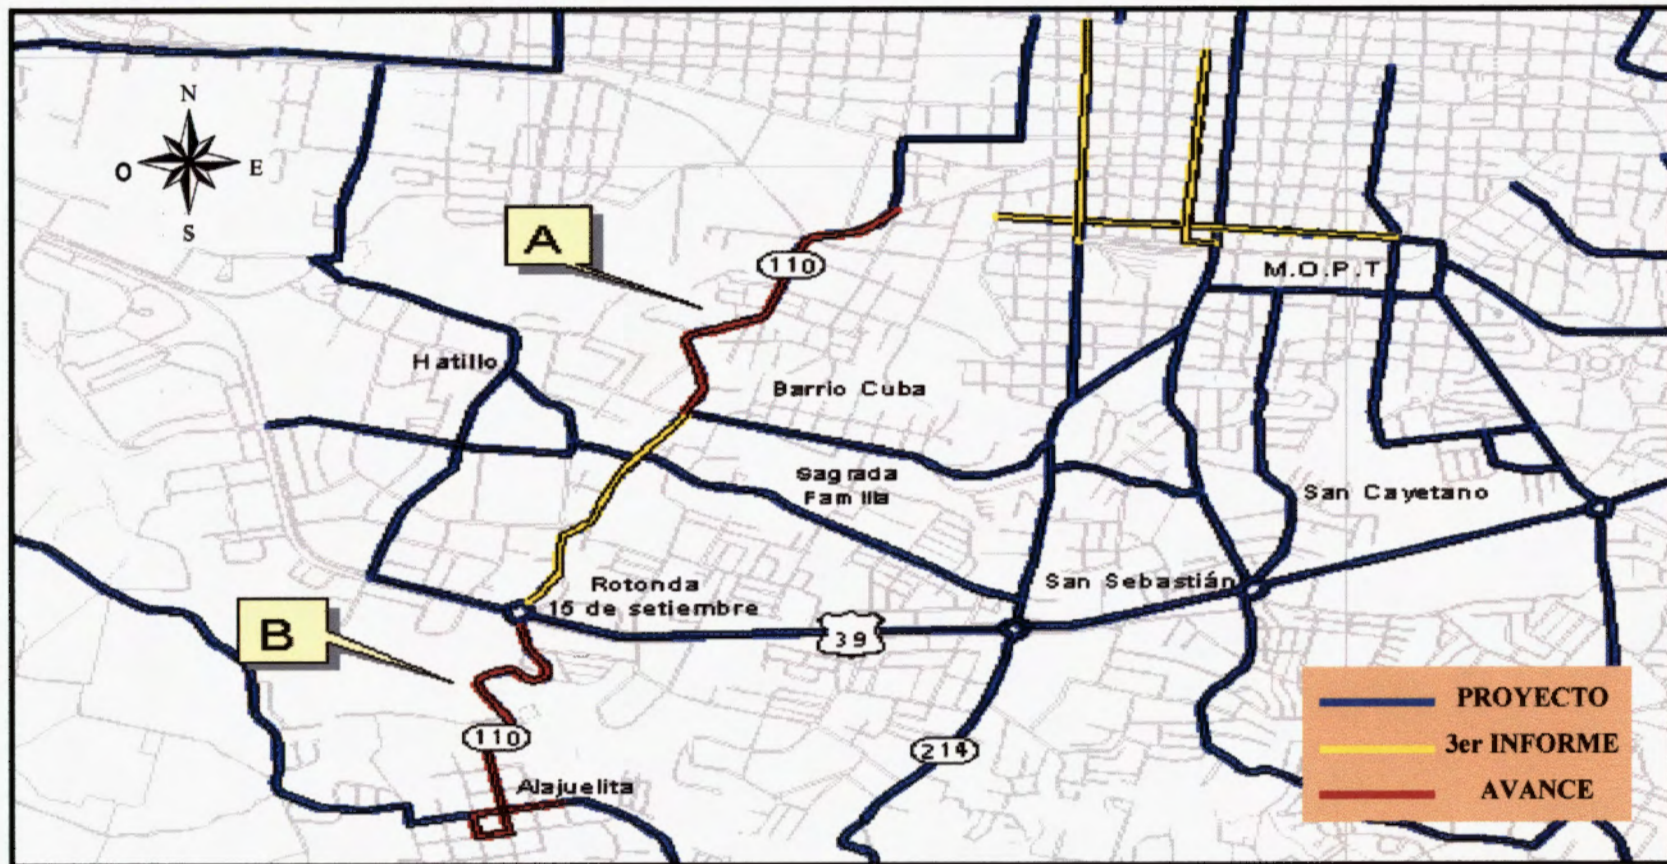 N
O
E
S
A
110
M.O.P.T
Hatillo
Barrio Cuba
Sagrada
Familia
San Cayetano
Rotonda
15 de setiembre
San Sebastián
39
B
110
214
Alajuelita
PROYECTO
3er INFORME
AVANCE